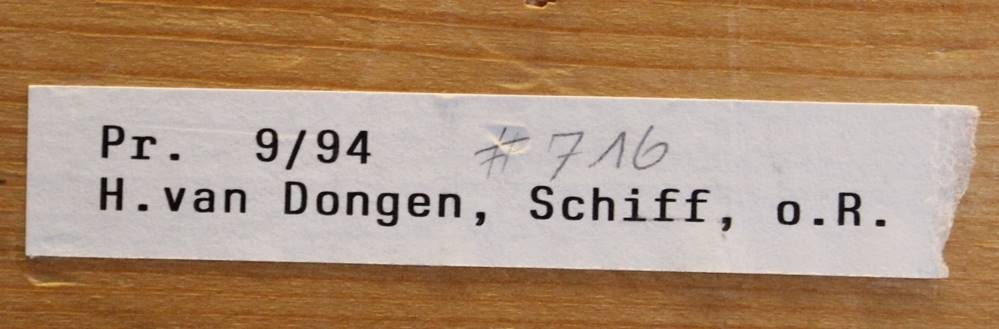 Pr. 9/94 #716
H.van Dongen, Schiff, o.R.